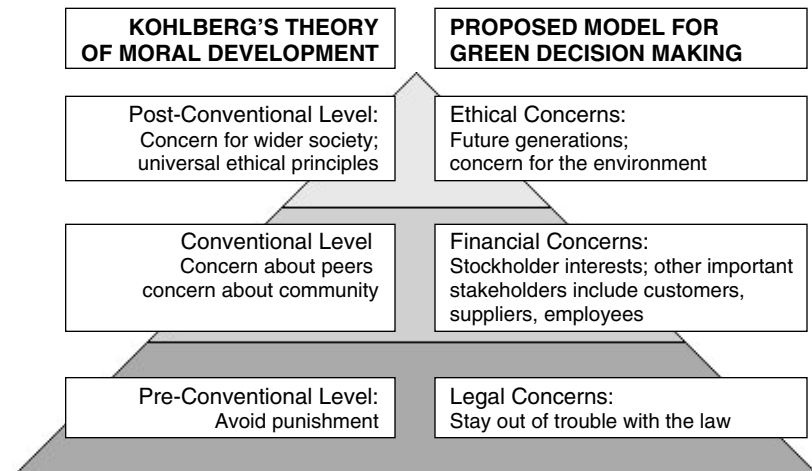 KOHLBERG'S THEORY
OF MORAL DEVELOPMENT
PROPOSED MODEL FOR
GREEN DECISION MAKING
Post-Conventional Level:
Concern for wider society;
universal ethical principles
Ethical Concerns:
Future generations;
concern for the environment
Conventional Level
Concern about peers
concern about community
Financial Concerns:
Stockholder interests; other important
stakeholders include customers,
suppliers, employees
Pre-Conventional Level:
Avoid punishment
Legal Concerns:
Stay out of trouble with the law